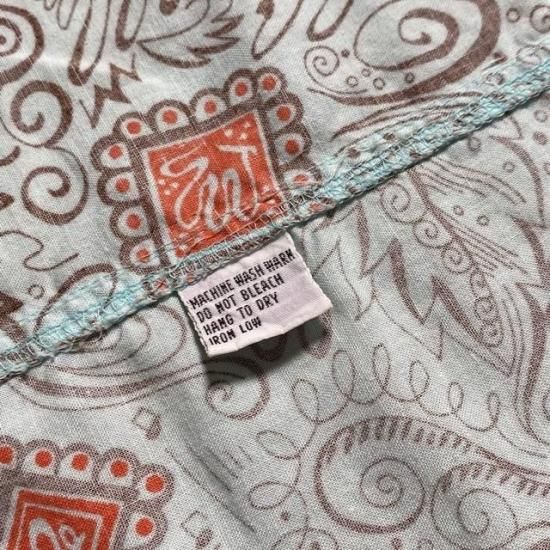 MACHINE WASH WARM
DO NOT BLEACH
HANG TO DRY
IRON LOW